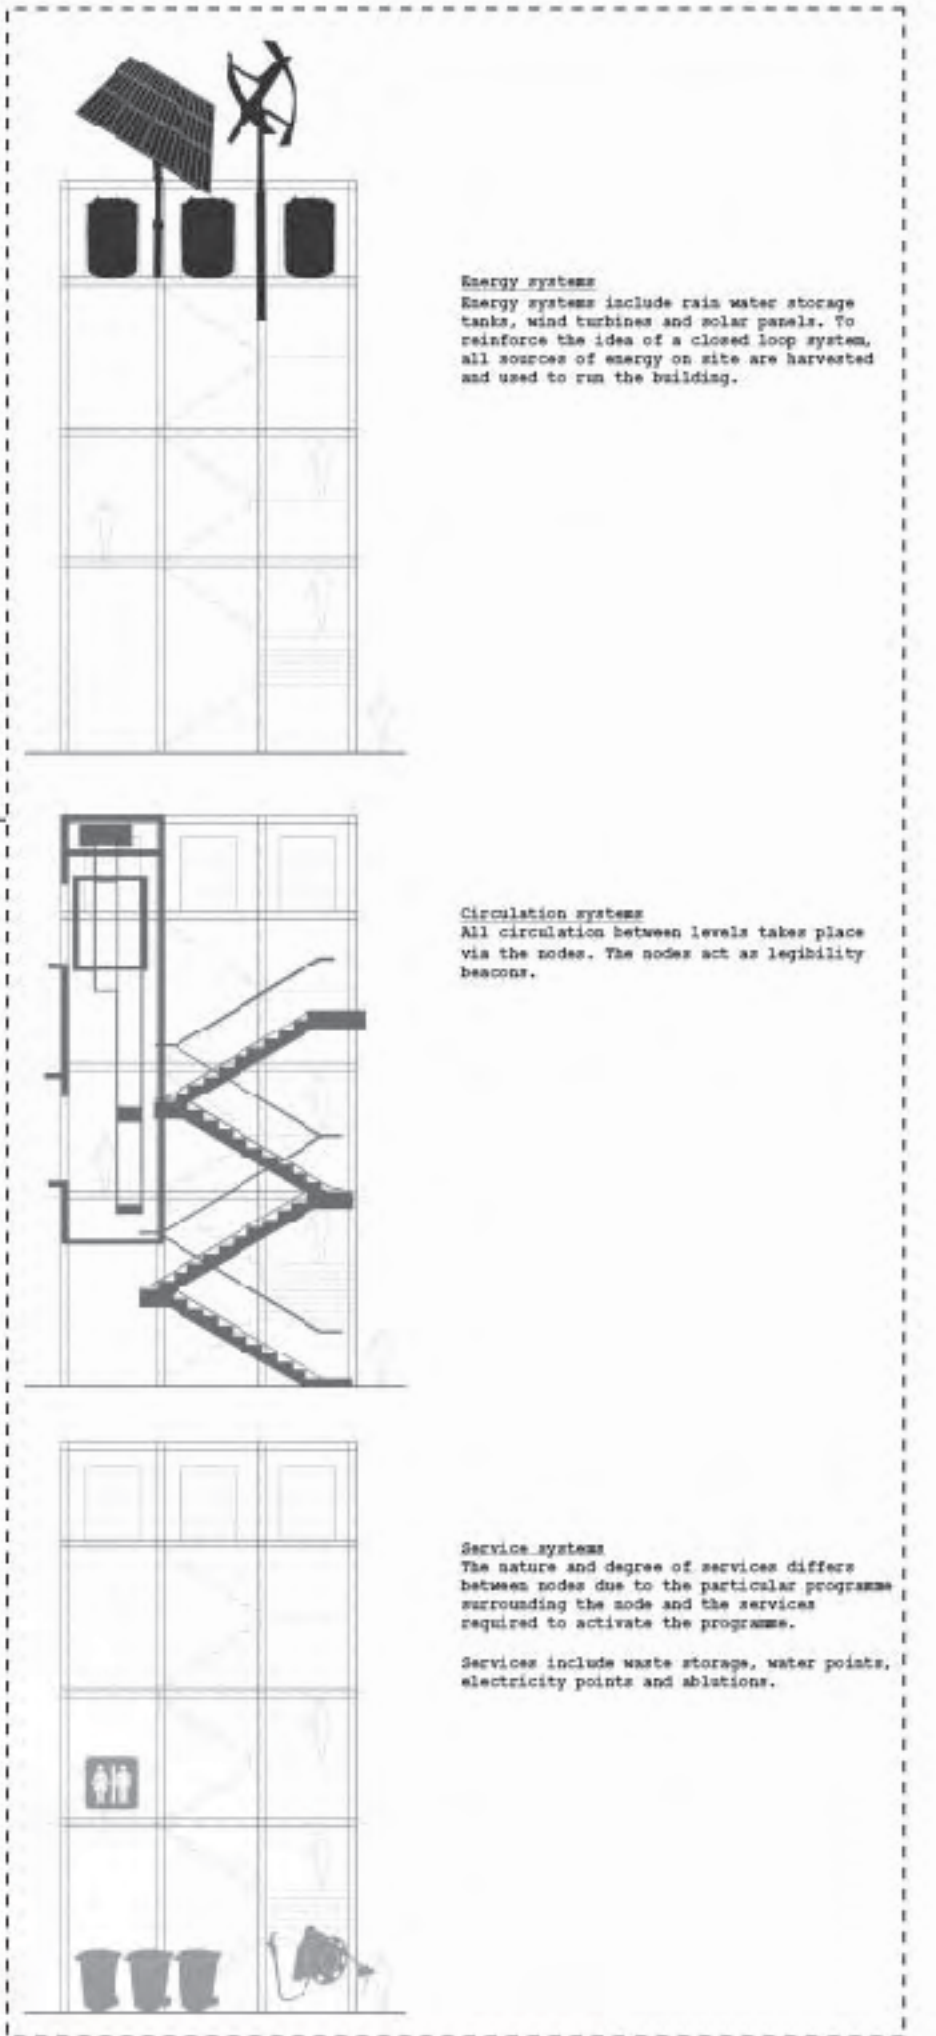 Energy systems
Energy systems include rain water storage
tanks, wind turbines and solar panels. To
reinforce the idea of a closed loop system,
all sources of energy on site are harvested
and used to run the building.
Circulation systems
All circulation between levels takes place
via the nodes. The nodes act as legibility
beacons.
Service systems
The nature and degree of services differs
between nodes due to the particular programme
surrounding the node and the services
required to activate the programme.
Services include waste storage, water points,
electricity points and ablutions.